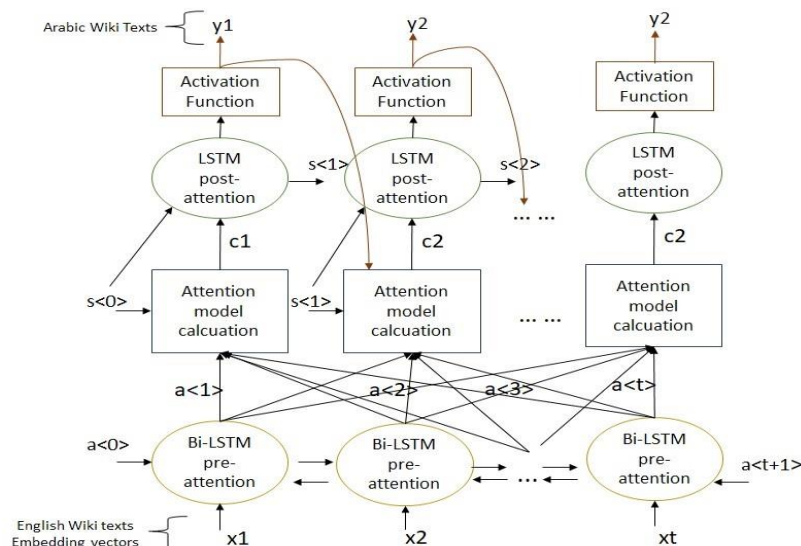 Arabic Wiki Texts
y1
y2
y2
Activation
Function
Activation
Function
Activation
Function
LSTM
post-
attention
s<1>
LSTM
post-
attention
s<2>
LSTM
post-
attention
... ...
c1
c2
c2
s<0>
Attention
model
calcuation
s<1>
Attention
model
calcuation
... ...
Attention
model
calcuation
a<1>
a<2>
a<3>
a<t>
a<0>
Bi-LSTM
pre-
attention
Bi-LSTM
pre-
attention
...
Bi-LSTM
pre-
attention
a<t+1>
English Wiki texts
Embedding vectors
x1
x2
xt